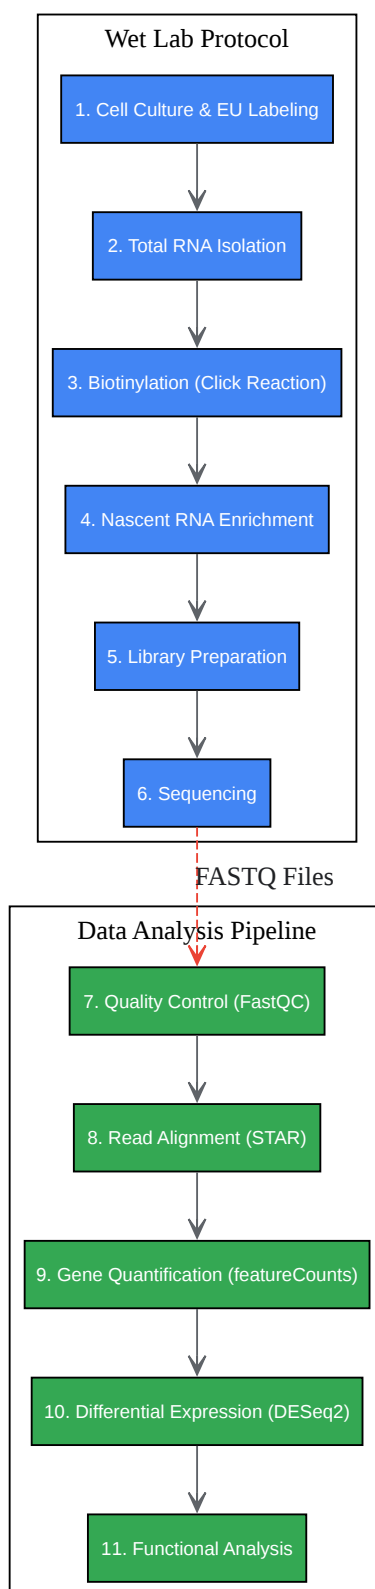 Wet Lab Protocol
1. Cell Culture & EU Labeling
2. Total RNA Isolation
3. Biotinylation (Click Reaction)
4. Nascent RNA Enrichment
5. Library Preparation
6. Sequencing
FASTQ Files
Data Analysis Pipeline
7. Quality Control (FastQC)
8. Read Alignment (STAR)
9. Gene Quantification (featureCounts)
10. Differential Expression (DESeq2)
11. Functional Analysis